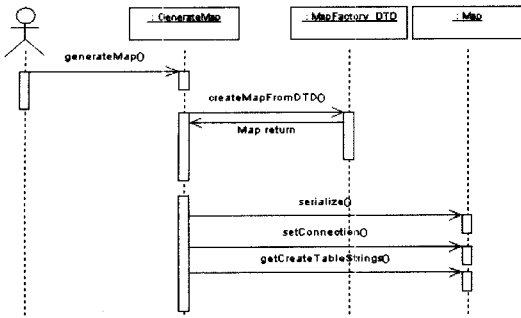 : GenerateMap
: MapFactory_DTD
: Map
generateMap()
createMapFromDTD()
Map return
serialize()
setConnection()
getCreateTableStrings()